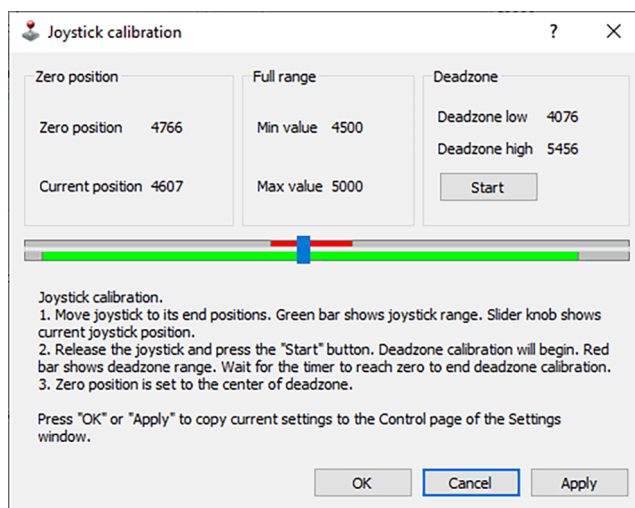 Joystick calibration
?
Zero position
Full range
Deadzone
Zero position 4766
Min value 4500
Deadzone low 4076
Deadzone high 5456
Current position 4607
Max value 5000
Start
Joystick calibration.
1. Move joystick to its end positions. Green bar shows joystick range. Slider knob shows
current joystick position.
2. Release the joystick and press the "Start" button. Deadzone calibration will begin. Red
bar shows deadzone range. Wait for the timer to reach zero to end deadzone calibration.
3. Zero position is set to the center of deadzone.
Press "OK" or "Apply" to copy current settings to the Control page of the Settings
window.
OK
Cancel
Apply